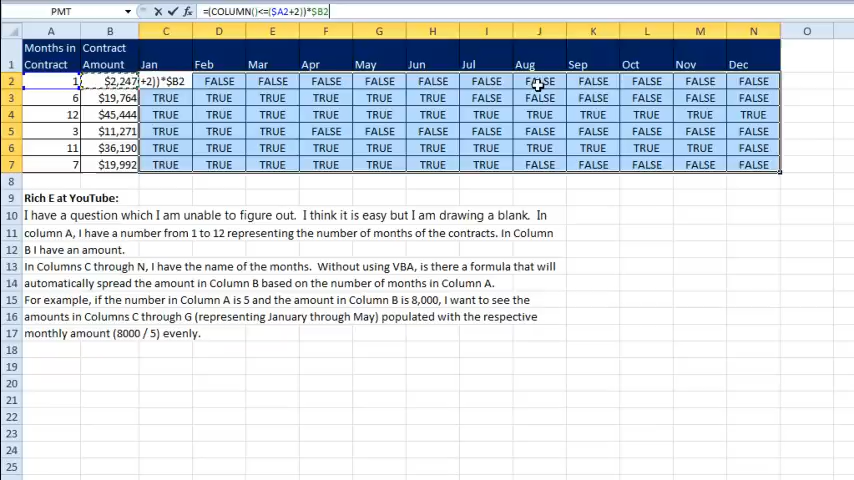 PMT =(COLUMN()<=($A2+2))*$B2
A B C D E F G H I J K L M N O
1 Months in Contract Contract Amount Jan Feb Mar Apr May Jun Jul Aug Sep Oct Nov Dec
2 1 $2,247 +2))*$B2 FALSE FALSE FALSE FALSE FALSE FALSE FALSE FALSE FALSE FALSE FALSE
3 6 $19,764 TRUE TRUE TRUE TRUE TRUE TRUE FALSE FALSE FALSE FALSE FALSE FALSE
4 12 $45,444 TRUE TRUE TRUE TRUE TRUE TRUE TRUE TRUE TRUE TRUE TRUE TRUE
5 3 $11,271 TRUE TRUE TRUE FALSE FALSE FALSE FALSE FALSE FALSE FALSE FALSE FALSE
6 11 $36,190 TRUE TRUE TRUE TRUE TRUE TRUE TRUE TRUE TRUE TRUE TRUE FALSE
7 7 $19,992 TRUE TRUE TRUE TRUE TRUE TRUE TRUE FALSE FALSE FALSE FALSE FALSE
8
9 Rich E at YouTube:
10 I have a question which I am unable to figure out. I think it is easy but I am drawing a blank. In
11 column A, I have a number from 1 to 12 representing the number of months of the contracts. In Column
12 B I have an amount.
13 In Columns C through N, I have the name of the months. Without using VBA, is there a formula that will
14 automatically spread the amount in Column B based on the number of months in Column A.
15 For example, if the number in Column A is 5 and the amount in Column B is 8,000, I want to see the
16 amounts in Columns C through G (representing January through May) populated with the respective
17 monthly amount (8000 / 5) evenly.
18
19
20
21
22
23
24
25